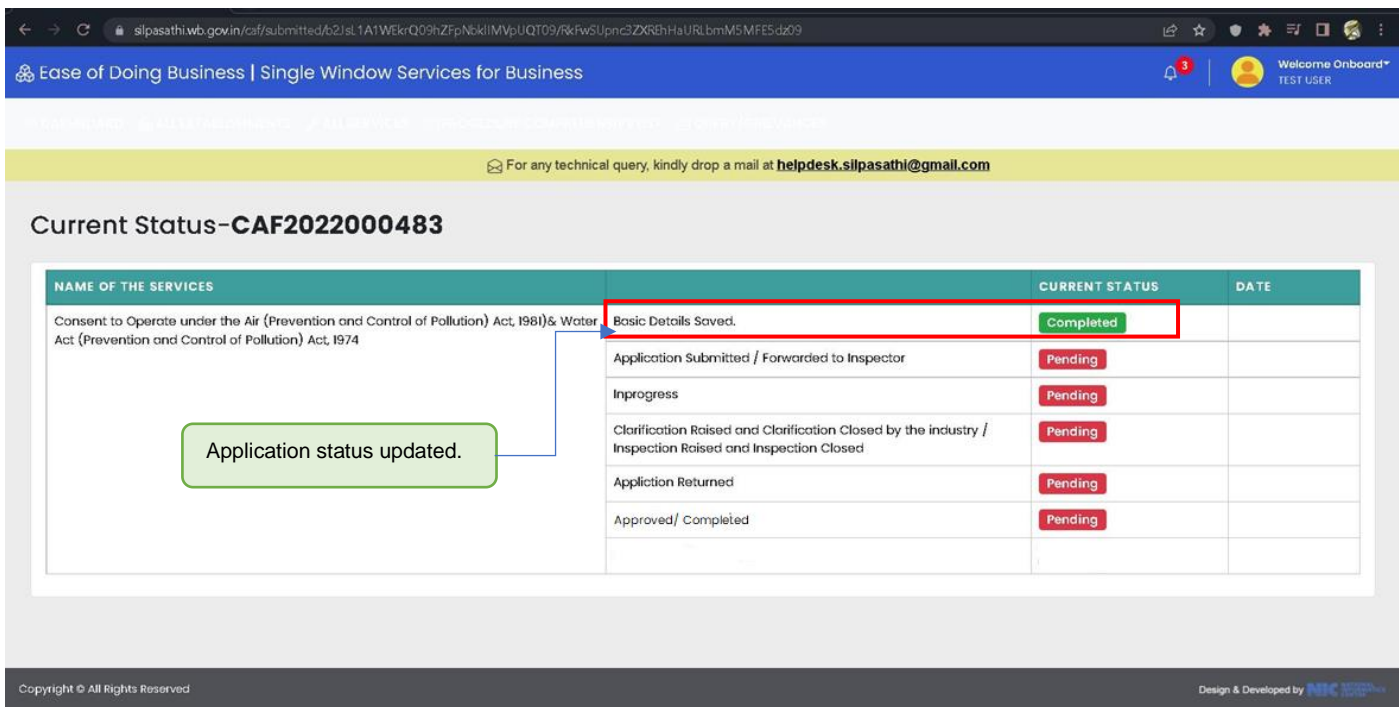 silpasathi.wb.gov.in/caf/submitted/b2JsL1A1WEkrQ09hZFpNbklIMVpUQT09/RkFwSUpnc3ZXREhHaURLbmM5MFE5dz09
Ease of Doing Business | Single Window Services for Business
3
Welcome Onboard
TEST USER
For any technical query, kindly drop a mail at helpdesk.silpasathi@gmail.com
Current Status-CAF2022000483
NAME OF THE SERVICES
CURRENT STATUS
DATE
Consent to Operate under the Air (Prevention and Control of Pollution) Act, 1981)& Water
Act (Prevention and Control of Pollution) Act, 1974
Basic Details Saved.
Completed
Application Submitted / Forwarded to Inspector
Pending
Inprogress
Pending
Clarification Raised and Clarification Closed by the industry /
Inspection Raised and Inspection Closed
Pending
Appliction Returned
Pending
Approved/ Completed
Pending
Application status updated.
Copyright © All Rights Reserved
Design & Developed by NIC